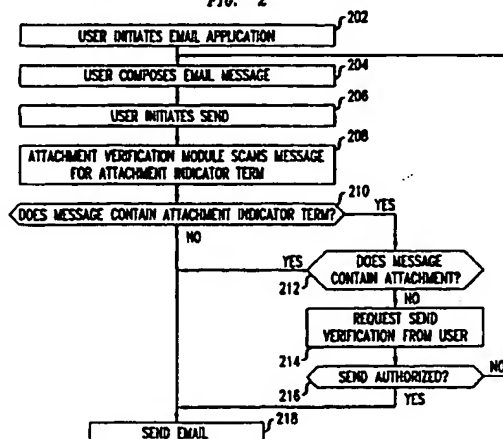 FIG. 2
202
USER INITIATES EMAIL APPLICATION
204
USER COMPOSES EMAIL MESSAGE
206
USER INITIATES SEND
208
ATTACHMENT VERIFICATION MODULE SCANS MESSAGE
FOR ATTACHMENT INDICATOR TERM
210
DOES MESSAGE CONTAIN ATTACHMENT INDICATOR TERM?
YES
NO
YES
DOES MESSAGE
CONTAIN ATTACHMENT?
212
NO
REQUEST SEND
VERIFICATION FROM USER
214
SEND AUTHORIZED?
NO
216
YES
218
SEND EMAIL